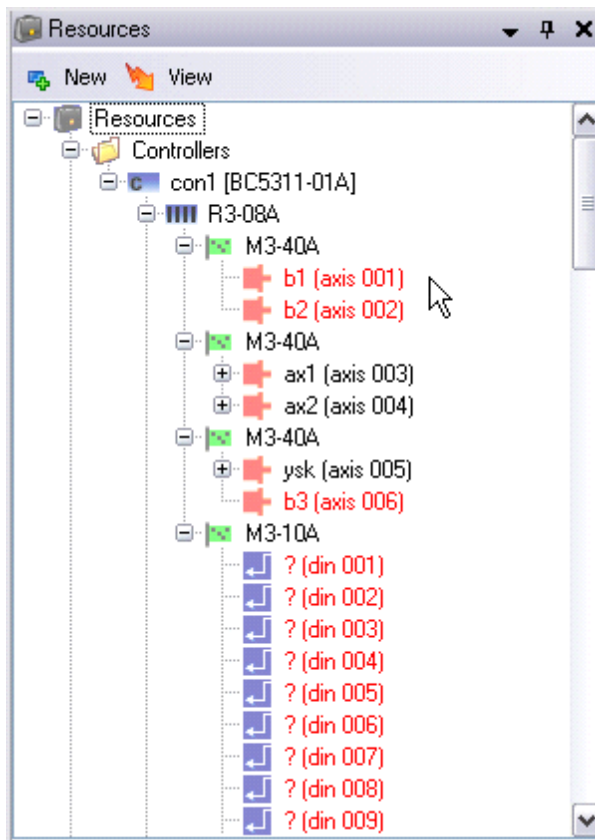 Resources
New View
Resources
Controllers
C con1 [BC5311-01A]
R3-08A
M3-40A
b1 (axis 001)
b2 (axis 002)
M3-40A
ax1 (axis 003)
ax2 (axis 004)
M3-40A
ysk (axis 005)
b3 (axis 006)
M3-10A
? (din 001)
? (din 002)
? (din 003)
? (din 004)
? (din 005)
? (din 006)
? (din 007)
? (din 008)
? (din 009)